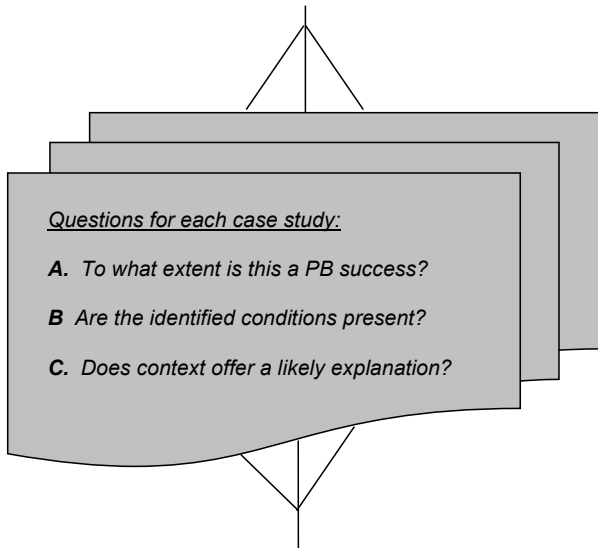 Questions for each case study:
A. To what extent is this a PB success?
B Are the identified conditions present?
C. Does context offer a likely explanation?